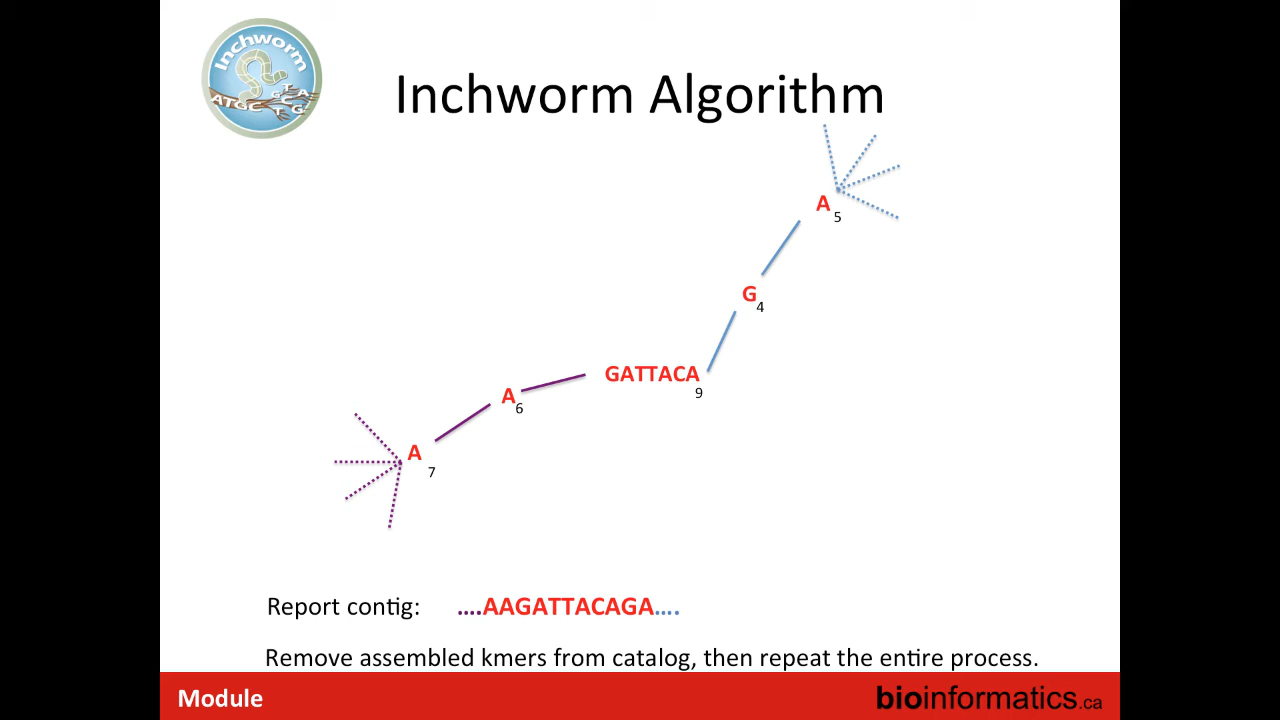 Inchworm
ATGC
G
T
A
C
T
C
G
Inchworm Algorithm
A
5
G
4
GATTACA
9
A
6
A
7
Report contig: ....AAGATTACAGA....
Remove assembled kmers from catalog, then repeat the entire process.
Module
bioinformatics.ca